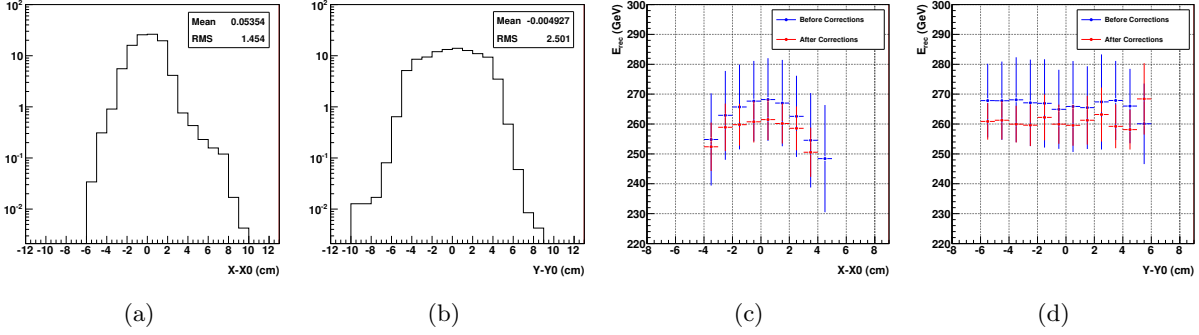 Mean 0.05354
RMS 1.454
10²
10
1
10⁻¹
10⁻²
-12 -10 -8 -6 -4 -2 0 2 4 6 8 10 12
X-X0 (cm)
(a)
Mean -0.004927
RMS 2.501
10²
10
1
10⁻¹
10⁻²
-12 -10 -8 -6 -4 -2 0 2 4 6 8 10 12
Y-Y0 (cm)
(b)
E_rec (GeV)
Before Corrections
After Corrections
300
290
280
270
260
250
240
230
220
-8 -6 -4 -2 0 2 4 6 8
X-X0 (cm)
(c)
E_rec (GeV)
Before Corrections
After Corrections
300
290
280
270
260
250
240
230
220
-8 -6 -4 -2 0 2 4 6 8
Y-Y0 (cm)
(d)